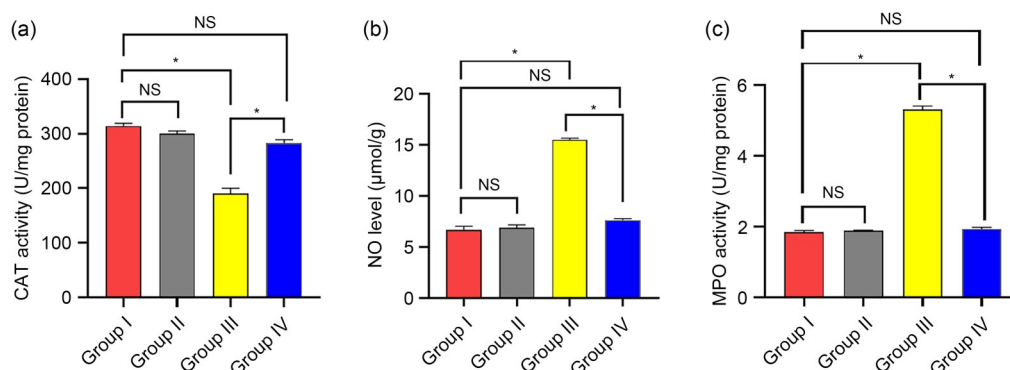 (a)
NS
*
NS
*
CAT activity (U/mg protein)
400
300
200
100
0
Group I
Group II
Group III
Group IV
(b)
*
NS
*
NS
NO level (μmol/g)
20
15
10
5
0
Group I
Group II
Group III
Group IV
(c)
NS
*
*
NS
MPO activity (U/mg protein)
6
4
2
0
Group I
Group II
Group III
Group IV